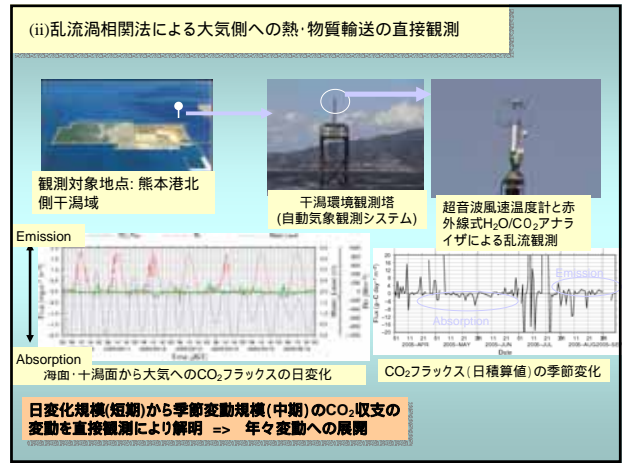 (ii)乱流渦相関法による大気側への熱･物質輸送の直接観測
観測対象地点: 熊本港北
側干潟域
干潟環境観測塔
(自動気象観測システム)
超音波風速温度計と赤
外線式H₂O/CO₂アナラ
イザによる乱流観測
Emission
Absorption
海面・干潟面から大気へのCO₂フラックスの日変化
Emission
Absorption
2005-APR 2005-MAY 2005-JUN 2005-JUL
Date
CO₂フラックス(日積算値)の季節変化
日変化規模(短期)から季節変動規模(中期)のCO₂収支の
変動を直接観測により解明 => 年々変動への展開